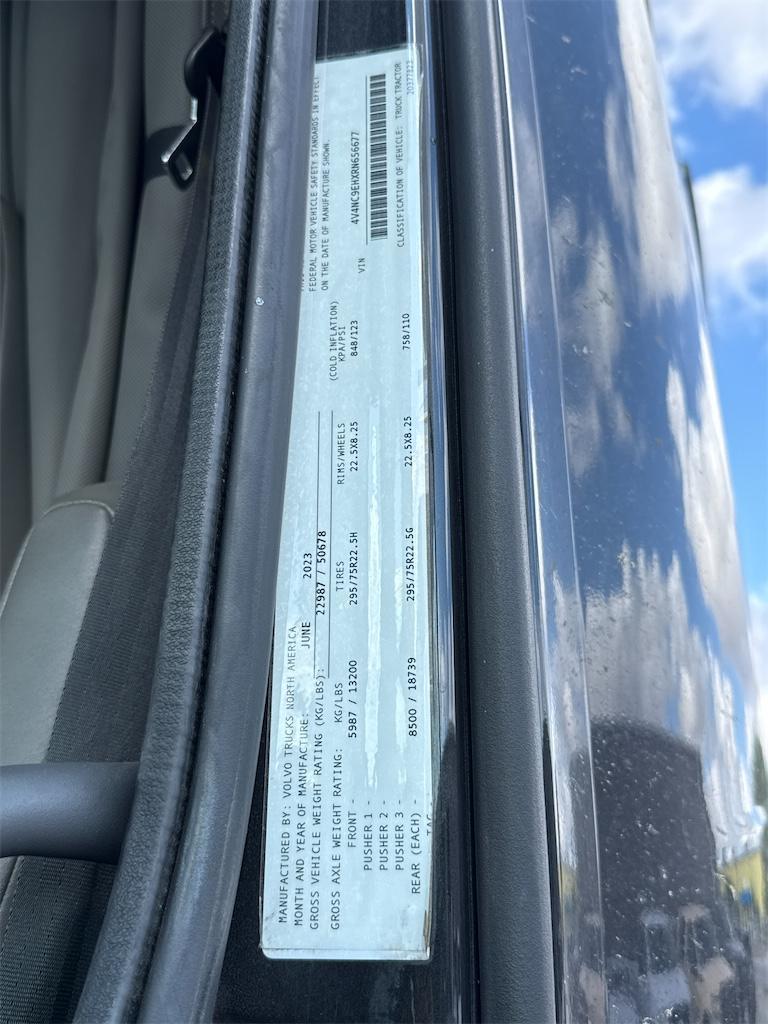 MANUFACTURED BY: VOLVO TRUCKS NORTH AMERICA
MONTH AND YEAR OF MANUFACTURE: JUNE 2023
GROSS VEHICLE WEIGHT RATING (KG/LBS): 22987 / 50678
GROSS AXLE WEIGHT RATING: KG/LBS TIRES RIMS/WHEELS (COLD INFLATION) KPA/PSI
FRONT - 5987 / 13200 295/75R22.5H 22.5X8.25 848/123
PUSHER 1 -
PUSHER 2 -
PUSHER 3 -
REAR (EACH) - 8500 / 18739 295/75R22.5G 22.5X8.25 758/110
TAG -
FEDERAL MOTOR VEHICLE SAFETY STANDARDS IN EFFECT
ON THE DATE OF MANUFACTURE SHOWN.
VIN 4V4NC9EHXRN656677
CLASSIFICATION OF VEHICLE: TRUCK TRACTOR